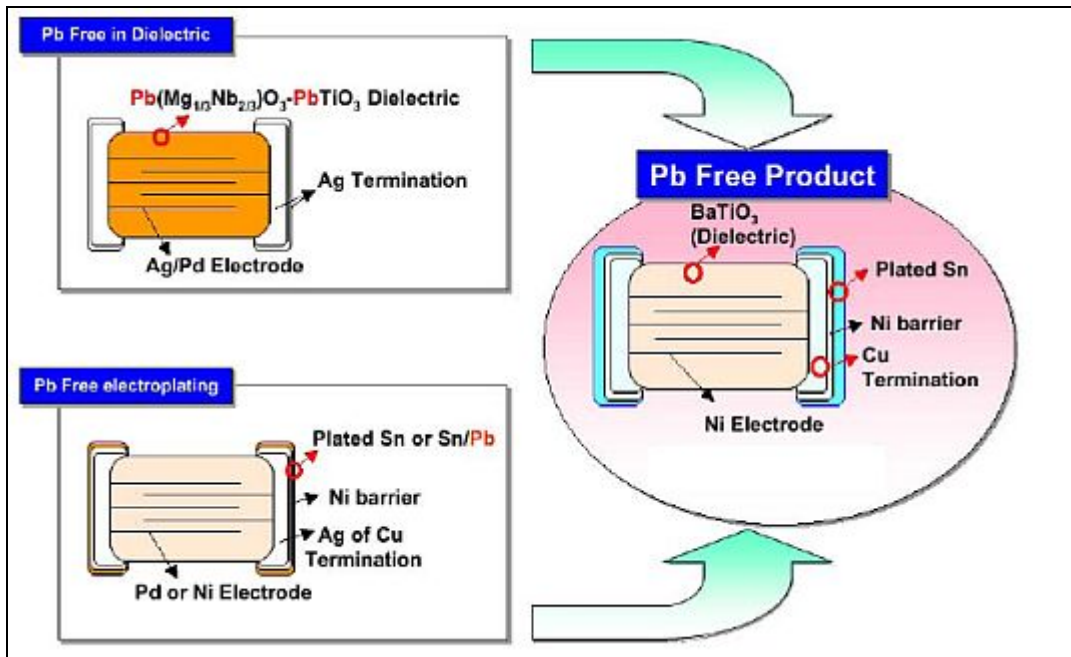 Pb Free in Dielectric
Pb(Mg1/3Nb2/3)O3-PbTiO3 Dielectric
Ag Termination
Ag/Pd Electrode
Pb Free electroplating
Plated Sn or Sn/Pb
Ni barrier
Ag of Cu
Termination
Pd or Ni Electrode
Pb Free Product
BaTiO3
(Dielectric)
Plated Sn
Ni barrier
Cu
Termination
Ni Electrode